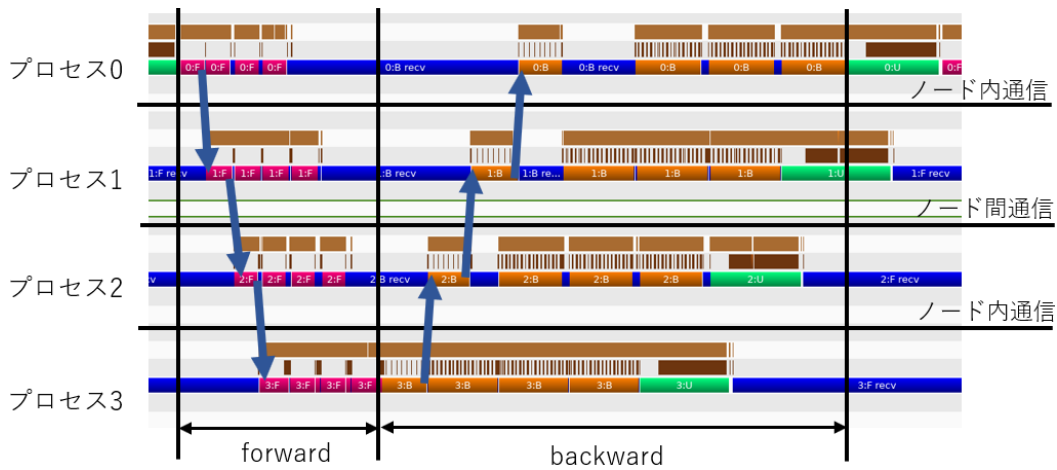 プロセス0
0:F 0:F 0:F 0:F 0:B recv 0:B 0:B recv 0:B 0:B 0:B 0:U 0:F
ノード内通信
プロセス1
1:F recv 1:F 1:F 1:F 1:F 1:B recv 1:B 1:B re... 1:B 1:B 1:B 1:U 1:F recv
ノード間通信
プロセス2
2:F 2:F 2:F 2:F 2:B recv 2:B 2:B 2:B 2:B 2:U 2:F recv
ノード内通信
プロセス3
3:F 3:F 3:F 3:F 3:B 3:B 3:B 3:B 3:U 3:F recv
forward backward